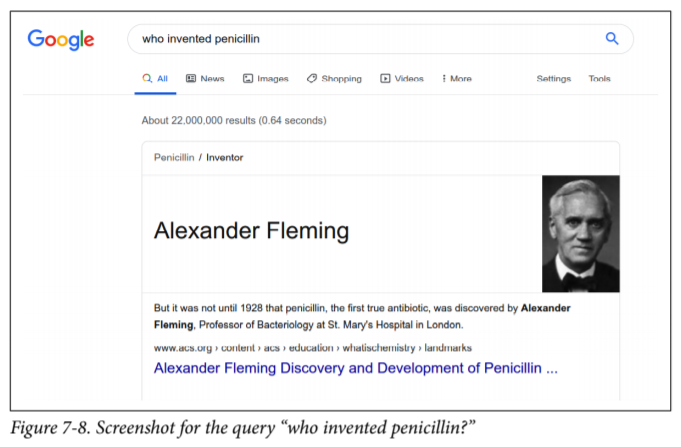 Google
who invented penicillin
All News Images Shopping Videos More Settings Tools
About 22,000,000 results (0.64 seconds)
Penicillin / Inventor
Alexander Fleming
But it was not until 1928 that penicillin, the first true antibiotic, was discovered by Alexander
Fleming, Professor of Bacteriology at St. Mary's Hospital in London.
www.acs.org › content › acs › education › whatischemistry › landmarks
Alexander Fleming Discovery and Development of Penicillin ...
Figure 7-8. Screenshot for the query “who invented penicillin?”